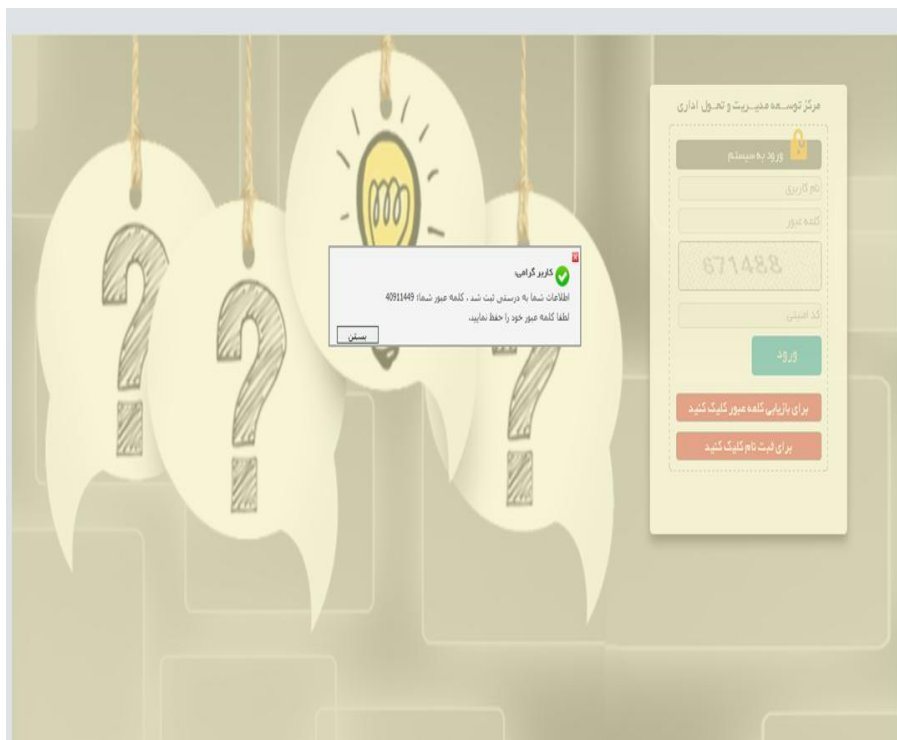 مرکز توسعه مدیریت و تحول اداری
ورود به سیستم
نام کاربری
کلمه عبور
671488
کد امنیتی
ورود
برای بازیابی کلمه عبور کلیک کنید
برای ثبت نام کلیک کنید
کاربر گرامی،
اطلاعات شما به درستی ثبت شد ، کلمه عبور شما: 40911449
لطفا کلمه عبور خود را حفظ نمایید.
بستن